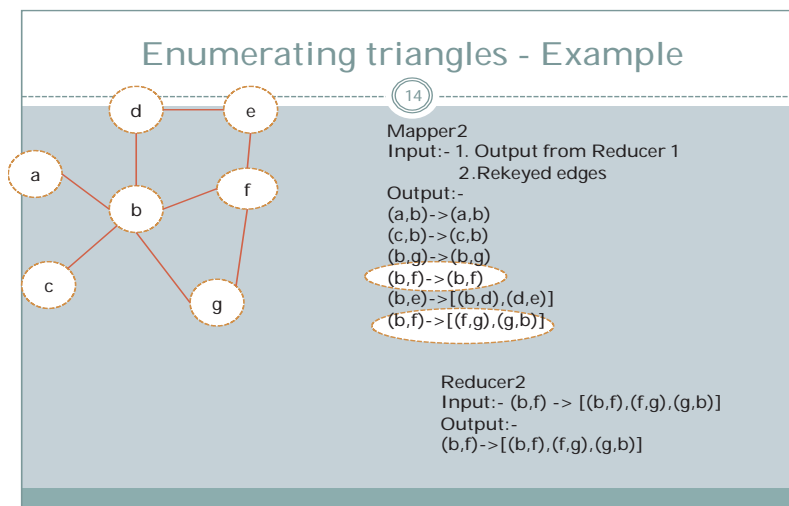 Enumerating triangles - Example
14
d
e
a
b
f
c
g
Mapper2
Input:- 1. Output from Reducer 1
2.Rekeyed edges
Output:-
(a,b)->(a,b)
(c,b)->(c,b)
(b,g)->(b,g)
(b,f)->(b,f)
(b,e)->[(b,d),(d,e)]
(b,f)->[(f,g),(g,b)]
Reducer2
Input:- (b,f) -> [(b,f),(f,g),(g,b)]
Output:-
(b,f)->[(b,f),(f,g),(g,b)]